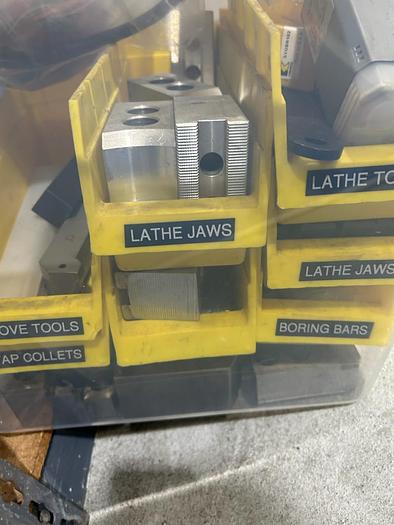 LATHE TO
LATHE JAWS
LATHE JAWS
OVE TOOLS
BORING BARS
AP COLLETS